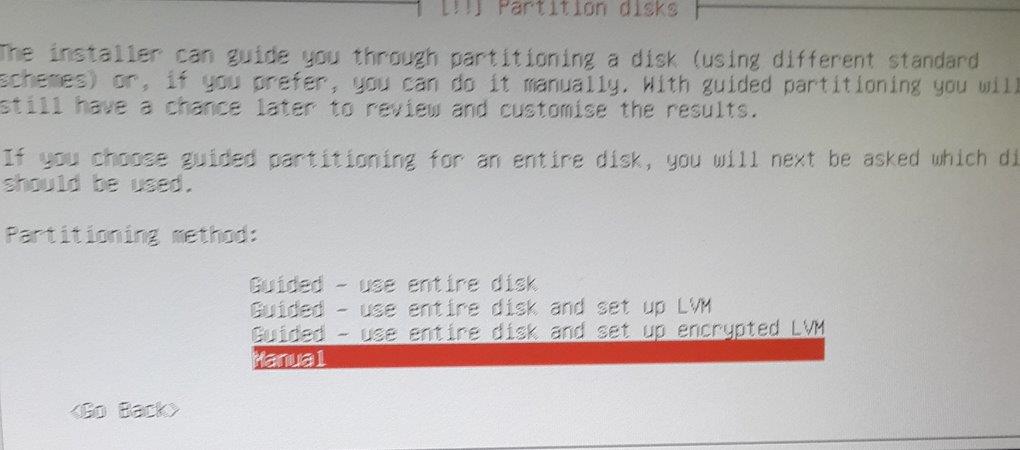 [!!] Partition disks
The installer can guide you through partitioning a disk (using different standard
schemes) or, if you prefer, you can do it manually. With guided partitioning you will
still have a chance later to review and customise the results.
If you choose guided partitioning for an entire disk, you will next be asked which di
should be used.
Partitioning method:
Guided - use entire disk
Guided - use entire disk and set up LVM
Guided - use entire disk and set up encrypted LVM
Manual
<Go Back>